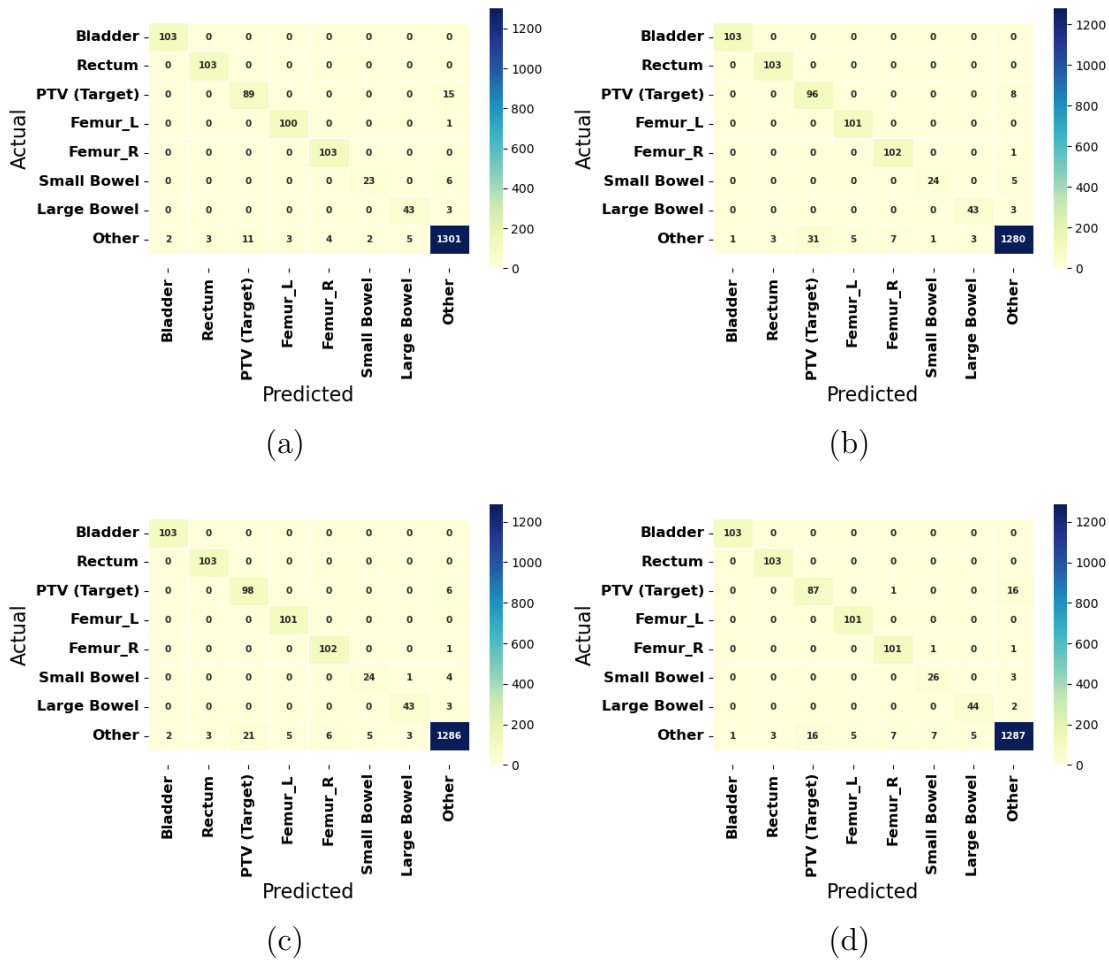 Actual
Bladder 103 0 0 0 0 0 0 0
Rectum 0 103 0 0 0 0 0 0
PTV (Target) 0 0 89 0 0 0 0 15
Femur_L 0 0 0 100 0 0 0 1
Femur_R 0 0 0 0 103 0 0 0
Small Bowel 0 0 0 0 0 23 0 6
Large Bowel 0 0 0 0 0 0 43 3
Other 2 3 11 3 4 2 5 1301
Bladder Rectum PTV (Target) Femur_L Femur_R Small Bowel Large Bowel Other
Predicted
1200
1000
800
600
400
200
0
(a)
Actual
Bladder 103 0 0 0 0 0 0 0
Rectum 0 103 0 0 0 0 0 0
PTV (Target) 0 0 96 0 0 0 0 8
Femur_L 0 0 0 101 0 0 0 0
Femur_R 0 0 0 0 102 0 0 1
Small Bowel 0 0 0 0 0 24 0 5
Large Bowel 0 0 0 0 0 0 43 3
Other 1 3 31 5 7 1 3 1280
Bladder Rectum PTV (Target) Femur_L Femur_R Small Bowel Large Bowel Other
Predicted
1200
1000
800
600
400
200
0
(b)
Actual
Bladder 103 0 0 0 0 0 0 0
Rectum 0 103 0 0 0 0 0 0
PTV (Target) 0 0 98 0 0 0 0 6
Femur_L 0 0 0 101 0 0 0 0
Femur_R 0 0 0 0 102 0 0 1
Small Bowel 0 0 0 0 0 24 1 4
Large Bowel 0 0 0 0 0 0 43 3
Other 2 3 21 5 6 5 3 1286
Bladder Rectum PTV (Target) Femur_L Femur_R Small Bowel Large Bowel Other
Predicted
1200
1000
800
600
400
200
0
(c)
Actual
Bladder 103 0 0 0 0 0 0 0
Rectum 0 103 0 0 0 0 0 0
PTV (Target) 0 0 87 0 1 0 0 16
Femur_L 0 0 0 101 0 0 0 0
Femur_R 0 0 0 0 101 1 0 1
Small Bowel 0 0 0 0 0 26 0 3
Large Bowel 0 0 0 0 0 0 44 2
Other 1 3 16 5 7 7 5 1287
Bladder Rectum PTV (Target) Femur_L Femur_R Small Bowel Large Bowel Other
Predicted
1200
1000
800
600
400
200
0
(d)